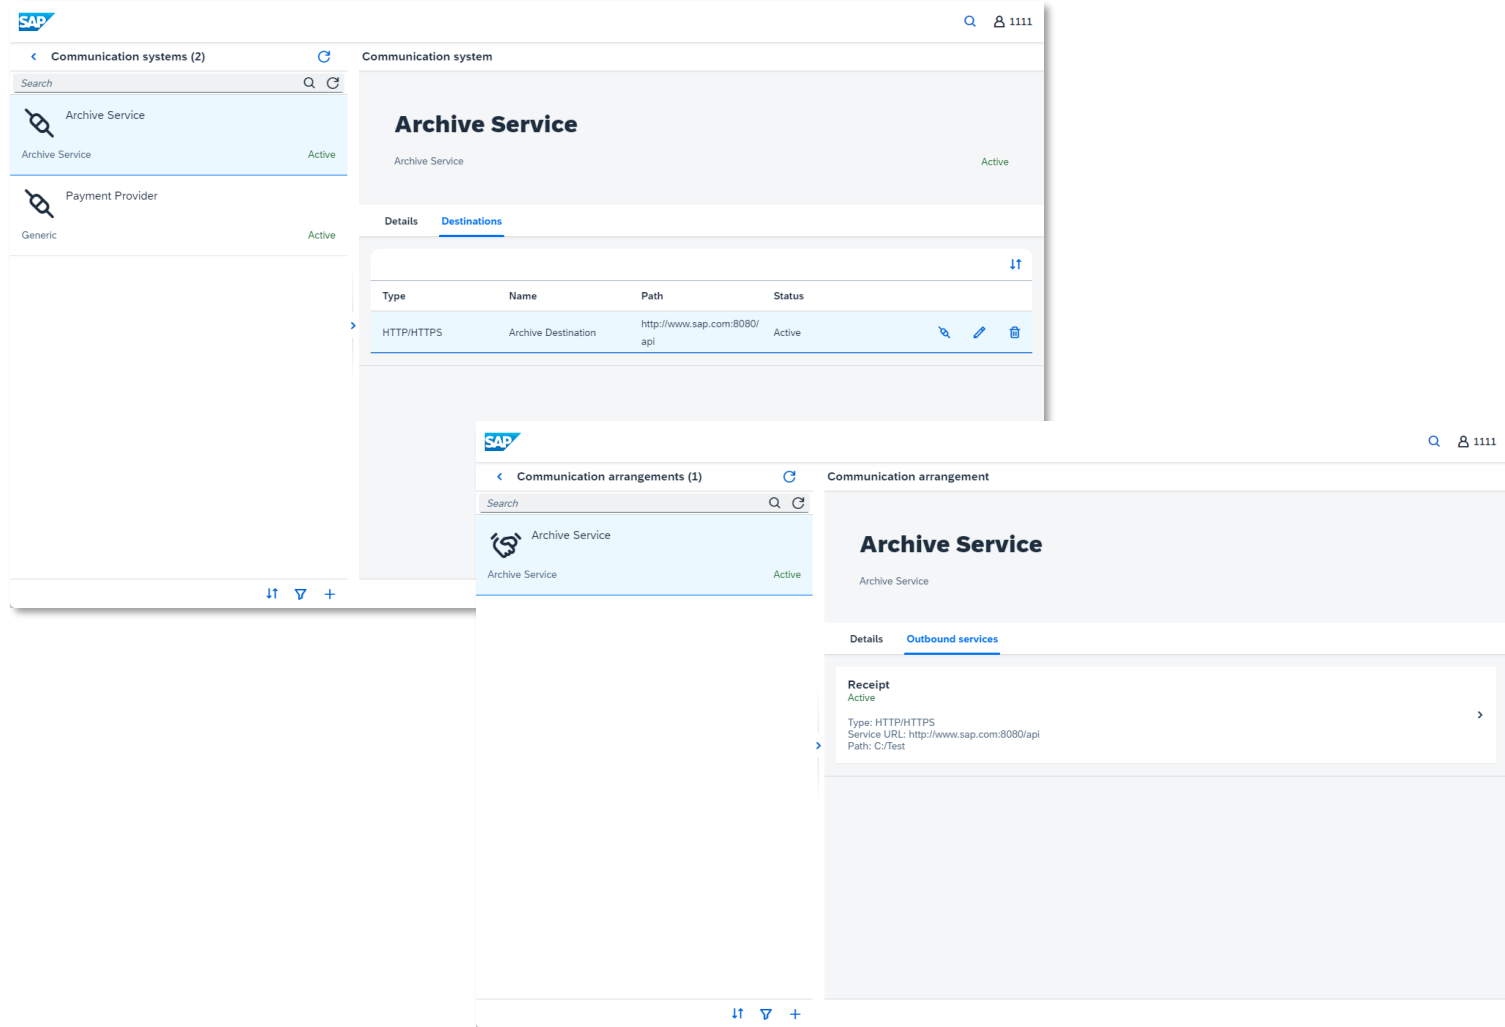 SAP
1111
Communication systems (2)
Communication system
Search
Archive Service
Archive Service
Active
Payment Provider
Generic
Active
Archive Service
Archive Service
Active
Details
Destinations
Type
Name
Path
Status
HTTP/HTTPS
Archive Destination
http://www.sap.com:8080/
api
Active
SAP
1111
Communication arrangements (1)
Communication arrangement
Search
Archive Service
Archive Service
Active
Archive Service
Archive Service
Details
Outbound services
Receipt
Active
Type: HTTP/HTTPS
Service URL: http://www.sap.com:8080/api
Path: C:/Test